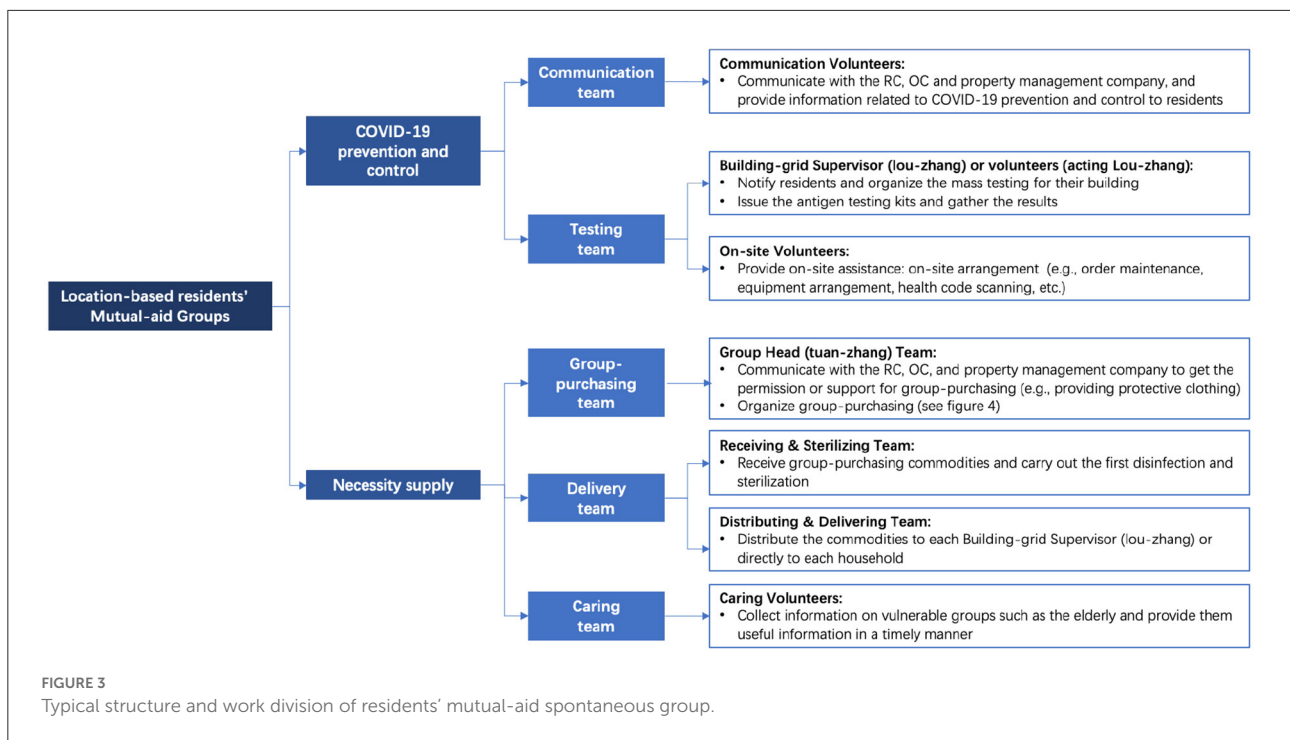 Location-based residents'
Mutual-aid Groups
COVID-19
prevention and
control
Communication
team
Communication Volunteers:
• Communicate with the RC, OC and property management company, and
provide information related to COVID-19 prevention and control to residents
Testing
team
Building-grid Supervisor (lou-zhang) or volunteers (acting Lou-zhang):
• Notify residents and organize the mass testing for their building
• Issue the antigen testing kits and gather the results
On-site Volunteers:
• Provide on-site assistance: on-site arrangement (e.g., order maintenance,
equipment arrangement, health code scanning, etc.)
Necessity supply
Group-
purchasing
team
Group Head (tuan-zhang) Team:
• Communicate with the RC, OC, and property management company to get the
permission or support for group-purchasing (e.g., providing protective clothing)
• Organize group-purchasing (see figure 4)
Delivery
team
Receiving & Sterilizing Team:
• Receive group-purchasing commodities and carry out the first disinfection and
sterilization
Distributing & Delivering Team:
• Distribute the commodities to each Building-grid Supervisor (lou-zhang) or
directly to each household
Caring
team
Caring Volunteers:
• Collect information on vulnerable groups such as the elderly and provide them
useful information in a timely manner
FIGURE 3
Typical structure and work division of residents' mutual-aid spontaneous group.